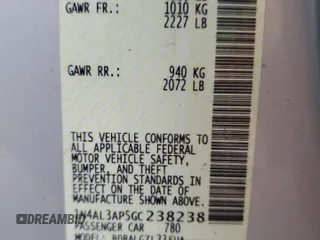 GAWR FR.: 1010 KG
2227 LB
GAWR RR.: 940 KG
2072 LB
THIS VEHICLE CONFORMS TO
ALL APPLICABLE FEDERAL
MOTOR VEHICLE SAFETY,
BUMPER, AND THEFT
PREVENTION STANDARDS IN
EFFECT ON THE DATE OF
MANUFACTURE SHOWN ABOVE.
1N4AL3AP5GC238238
PASSENGER CAR 780